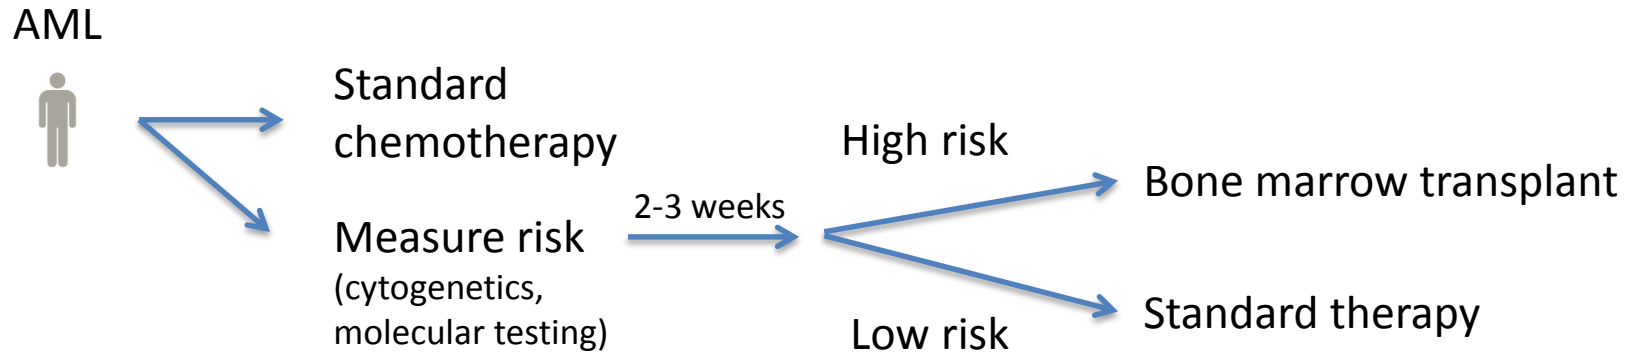 AML
Standard
chemotherapy
Measure risk
(cytogenetics,
molecular testing)
2-3 weeks
High risk
Low risk
Bone marrow transplant
Standard therapy